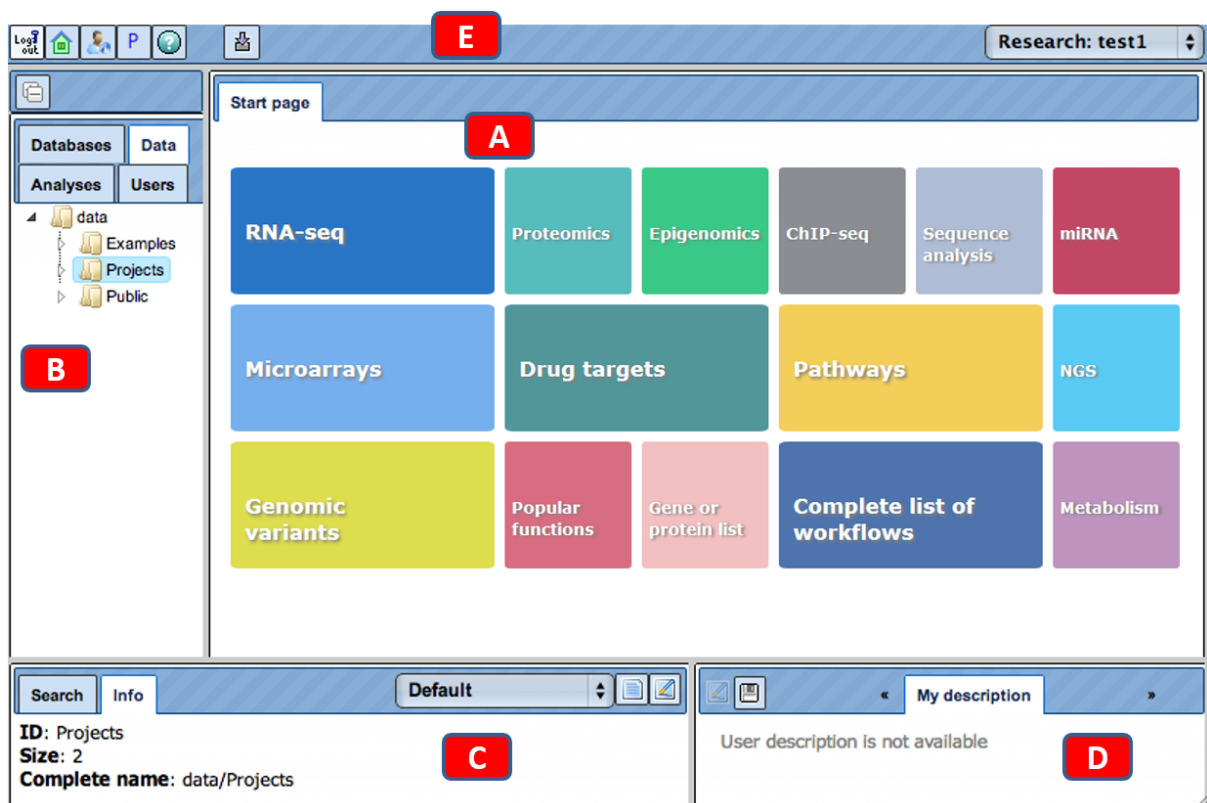 Log out
P
?
E
Research: test1
Start page
A
Databases
Data
Analyses
Users
data
Examples
Projects
Public
B
RNA-seq
Proteomics
Epigenomics
ChIP-seq
Sequence
analysis
miRNA
Microarrays
Drug targets
Pathways
NGS
Genomic
variants
Popular
functions
Gene or
protein list
Complete list of
workflows
Metabolism
Search
Info
Default
ID: Projects
Size: 2
Complete name: data/Projects
C
«
My description
»
User description is not available
D